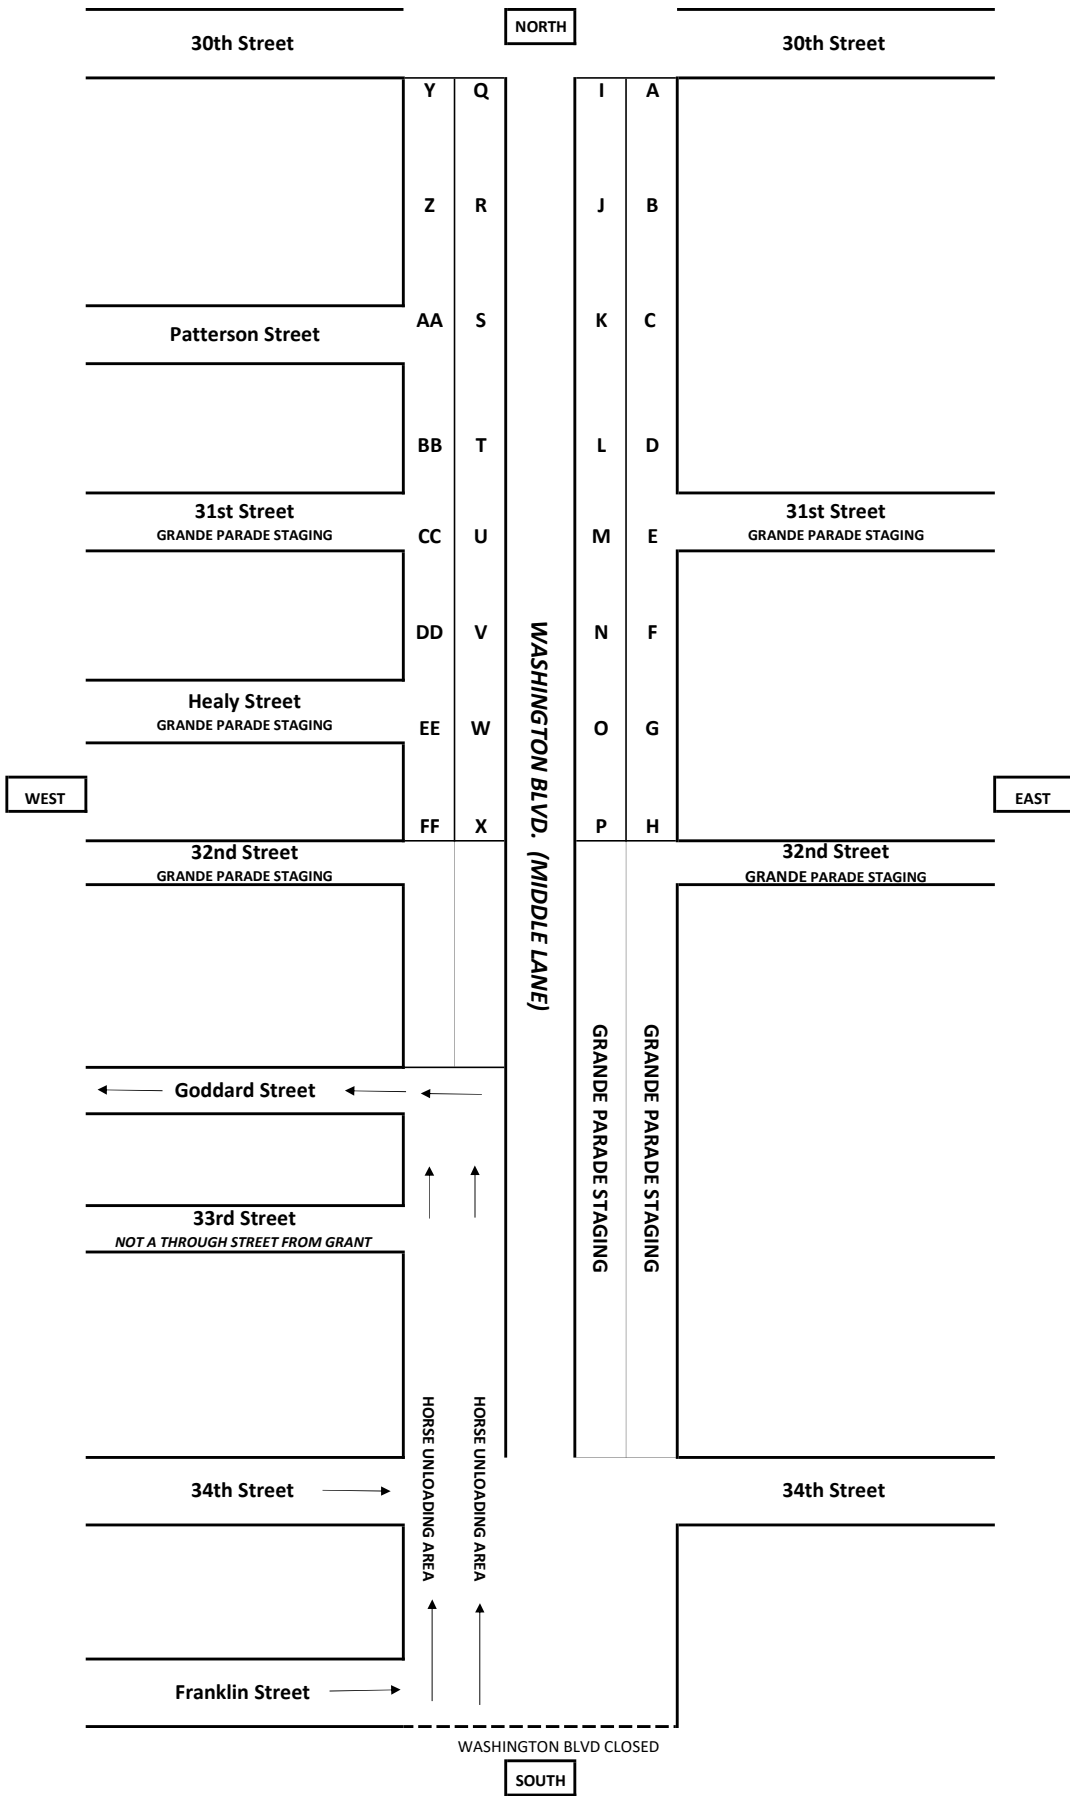 NORTH
30th Street
30th Street
Y Q I A
Z R J B
AA S K C
Patterson Street
BB T L D
31st Street
GRANDE PARADE STAGING
CC U M E
31st Street
GRANDE PARADE STAGING
DD V N F
Healy Street
GRANDE PARADE STAGING
EE W O G
WEST
EAST
FF X P H
32nd Street
GRANDE PARADE STAGING
32nd Street
GRANDE PARADE STAGING
WASHINGTON BLVD. (MIDDLE LANE)
GRANDE PARADE STAGING
GRANDE PARADE STAGING
Goddard Street
33rd Street
NOT A THROUGH STREET FROM GRANT
HORSE UNLOADING AREA
HORSE UNLOADING AREA
34th Street
34th Street
Franklin Street
WASHINGTON BLVD CLOSED
SOUTH